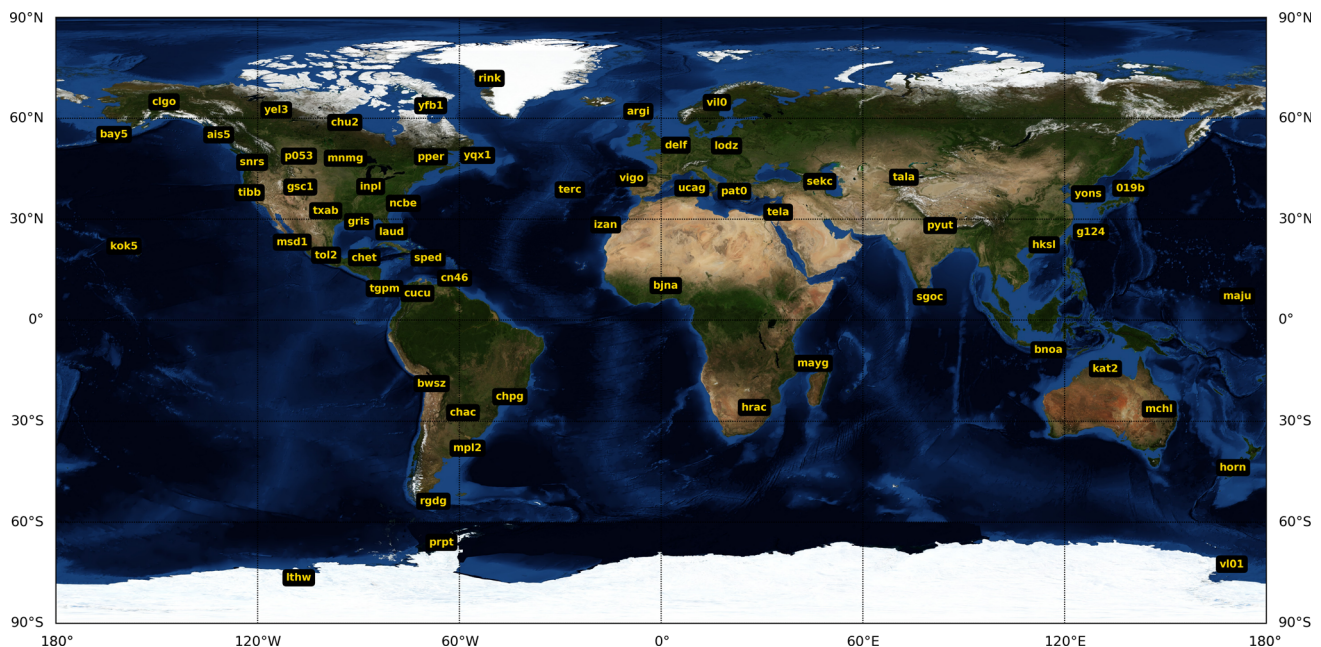 90°N 90°N
rink
clgo yfb1 vil0
yel3 argi
60°N chu2 60°N
bay5 ais5
p053 mnmg pper yqx1 delf lodz
snrs
tibb gsc1 inpl terc vigo ucag pat0 sekc tala yons 019b
txab ncbe tela
30°N gris izan pyut 30°N
laud g124
kok5 msd1 hksl
tol2 chet sped
cn46
tgpm cucu bjna sgoc maju
0° 0°
bnoa
mayg kat2
bwsz
chpg
chac hrac mchl
30°S 30°S
mpl2
horn
rgdg
60°S 60°S
prpt
lthw vl01
90°S 90°S
180° 120°W 60°W 0° 60°E 120°E 180°